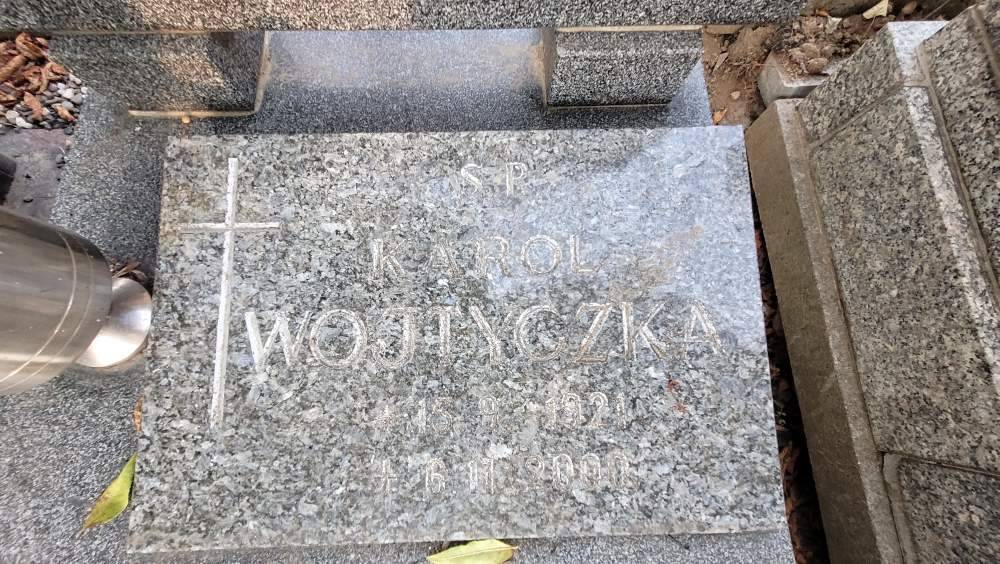 Ś.P.
KAROL
WOJTYCZKA
* 15.9.1921
+ 6.11.2000